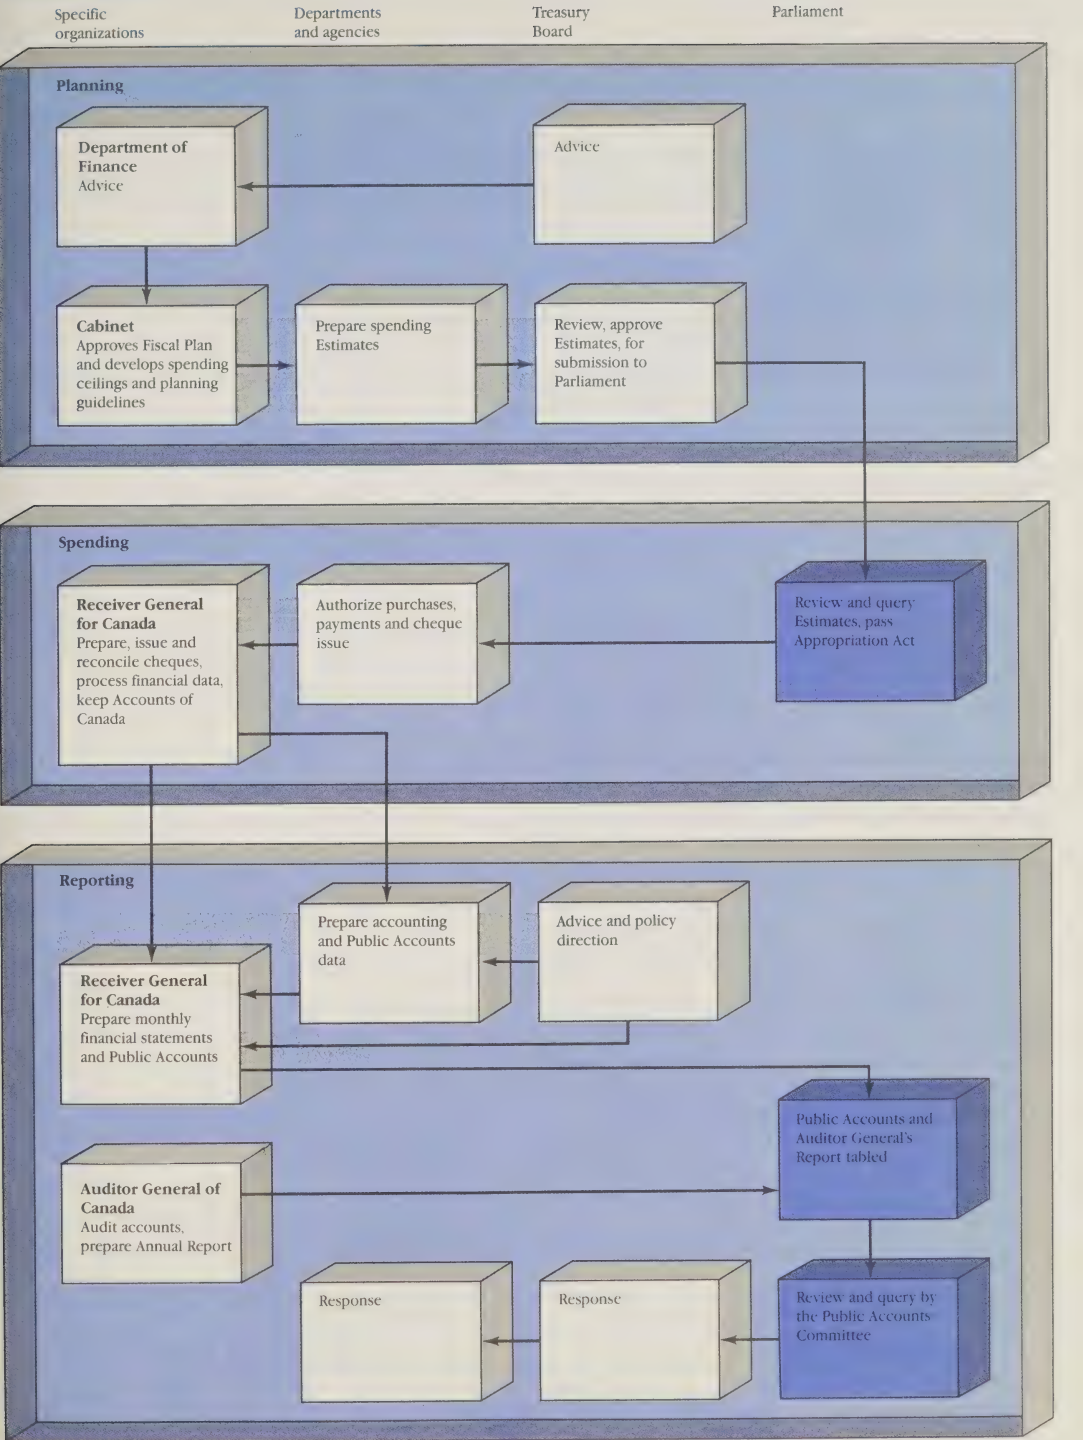 Specific
organizations
Departments
and agencies
Treasury
Board
Parliament
Planning
Department of
Finance
Advice
Advice
Cabinet
Approves Fiscal Plan
and develops spending
ceilings and planning
guidelines
Prepare spending
Estimates
Review, approve
Estimates, for
submission to
Parliament
Spending
Receiver General
for Canada
Prepare, issue and
reconcile cheques,
process financial data,
keep Accounts of
Canada
Authorize purchases,
payments and cheque
issue
Review and query
Estimates, pass
Appropriation Act
Reporting
Receiver General
for Canada
Prepare monthly
financial statements
and Public Accounts
Prepare accounting
and Public Accounts
data
Advice and policy
direction
Public Accounts and
Auditor General's
Report tabled
Auditor General of
Canada
Audit accounts,
prepare Annual Report
Response
Response
Review and query by
the Public Accounts
Committee